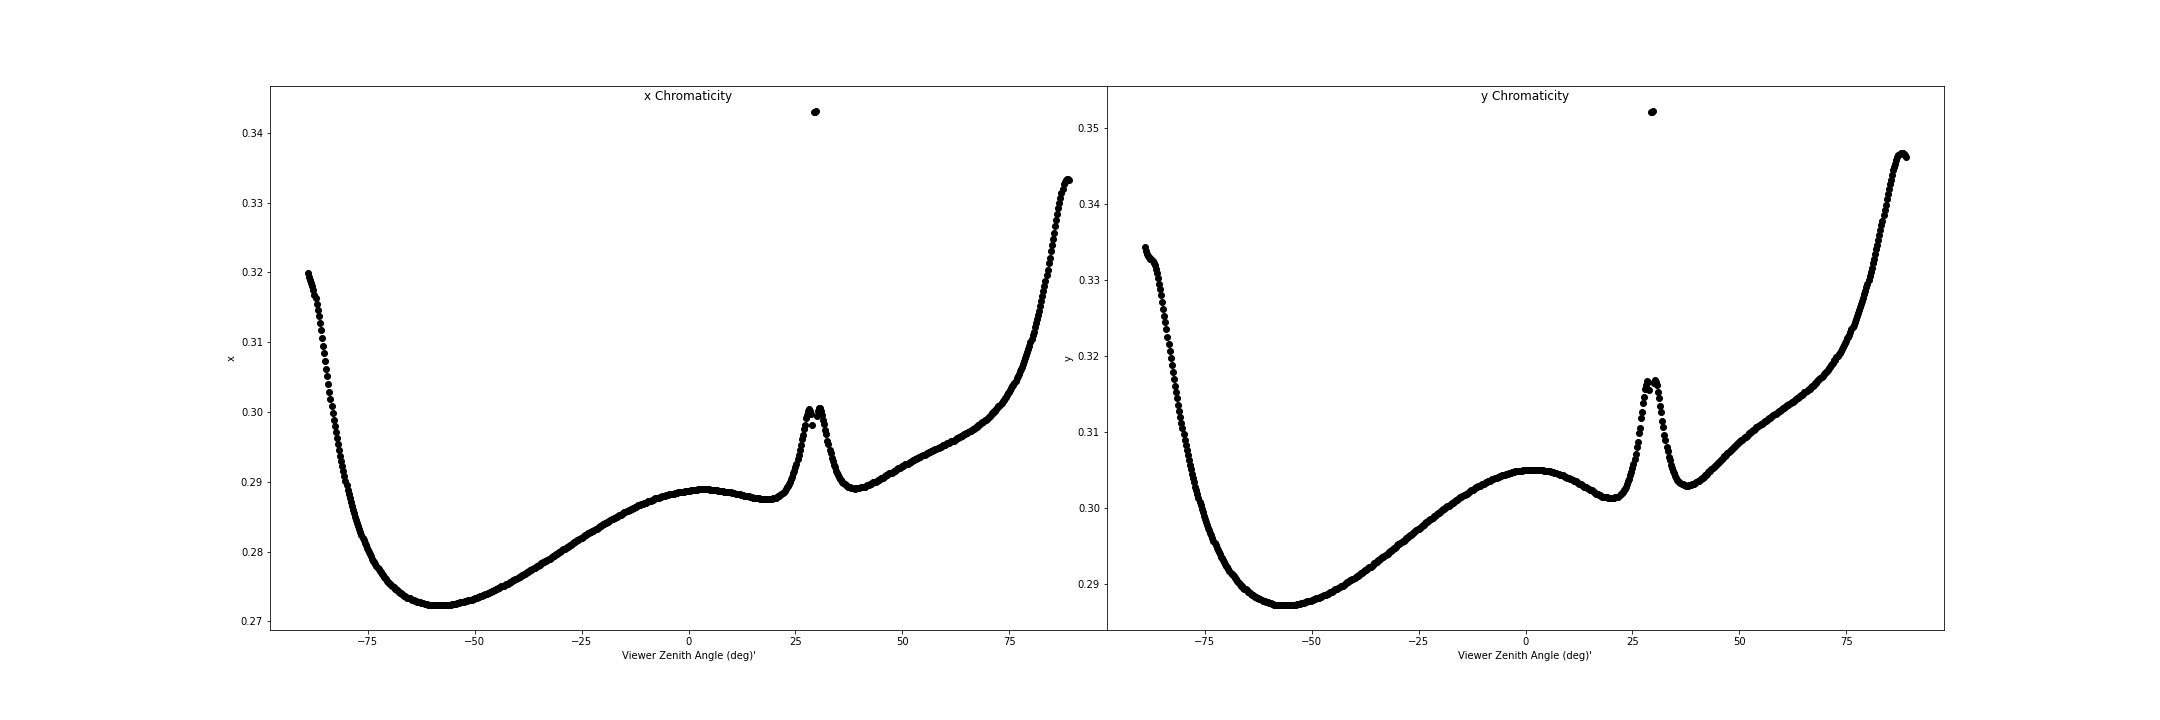 x Chromaticity
0.34
0.33
0.32
0.31
0.30
0.29
0.28
0.27
x
−75 −50 −25 0 25 50 75
Viewer Zenith Angle (deg)'
y Chromaticity
0.35
0.34
0.33
0.32
0.31
0.30
0.29
y
−75 −50 −25 0 25 50 75
Viewer Zenith Angle (deg)'